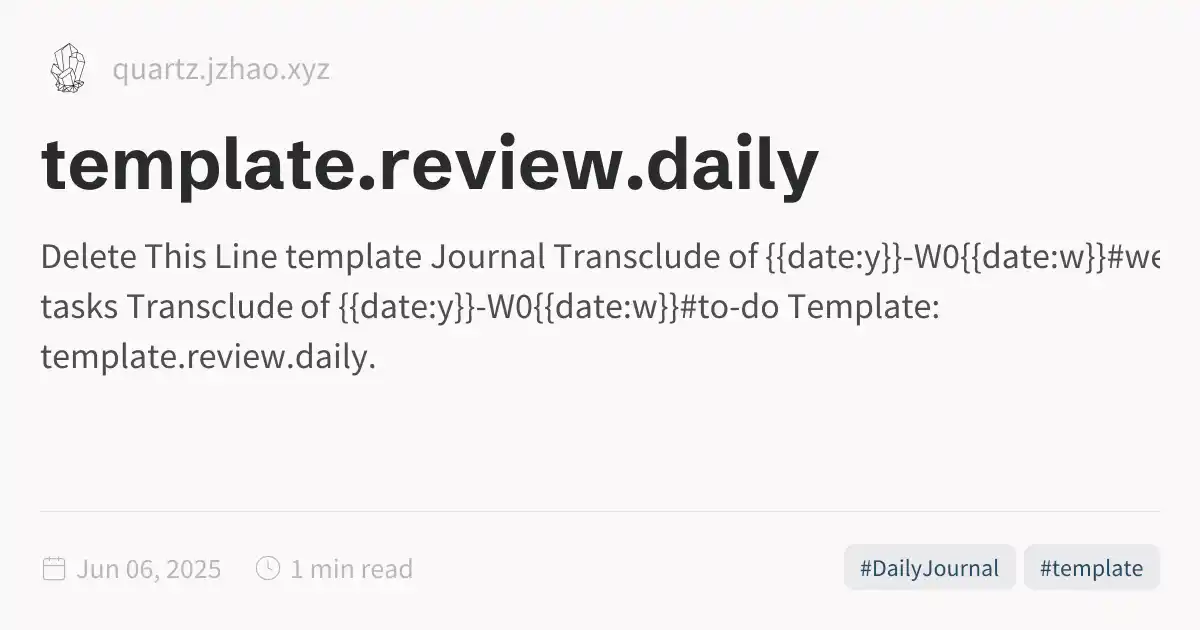 quartz.jzhao.xyz
template.review.daily
Delete This Line template Journal Transclude of {{date:y}}-W0{{date:w}}#we
tasks Transclude of {{date:y}}-W0{{date:w}}#to-do Template:
template.review.daily.
Jun 06, 2025 1 min read #DailyJournal #template